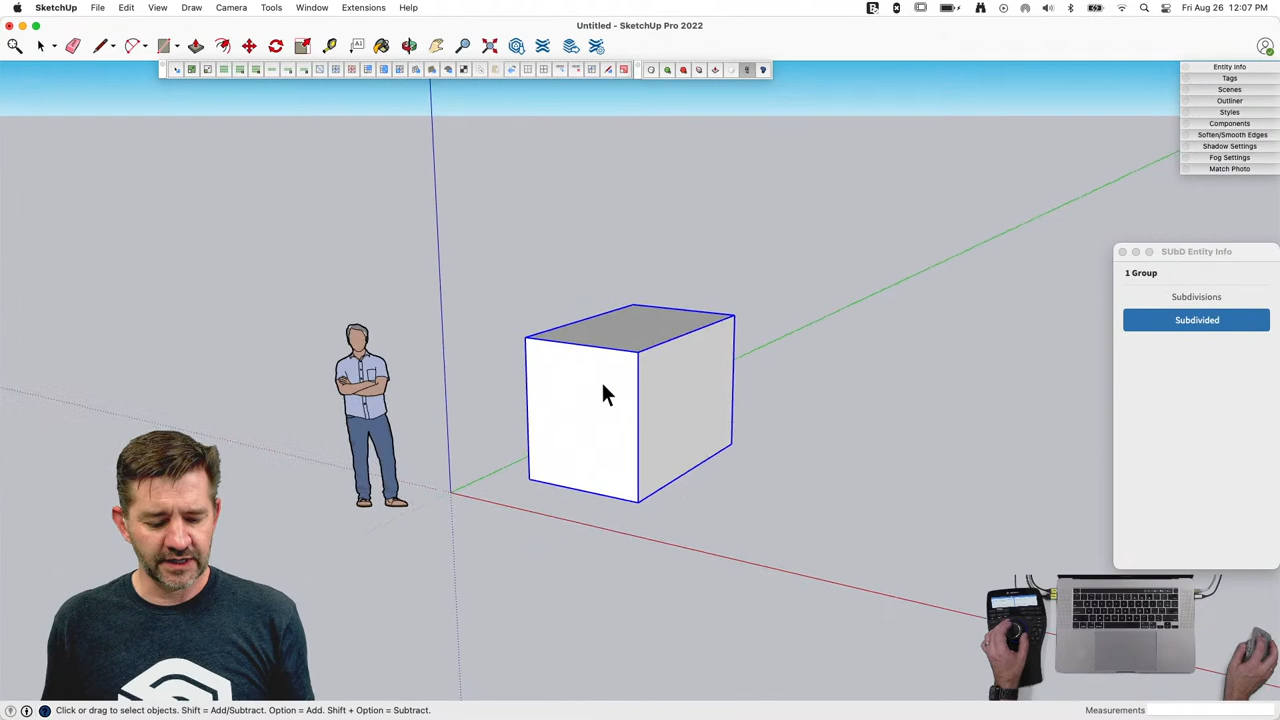 SketchUp File Edit View Draw Camera Tools Window Extensions Help Fri Aug 26 12:07 PM
Untitled - SketchUp Pro 2022
Entity Info
Tags
Scenes
Outliner
Styles
Components
Soften/Smooth Edges
Shadow Settings
Fog Settings
Match Photo
SUbD Entity Info
1 Group
Subdivisions
Subdivided
Click or drag to select objects. Shift = Add/Subtract. Option = Add. Shift + Option = Subtract. Measurements